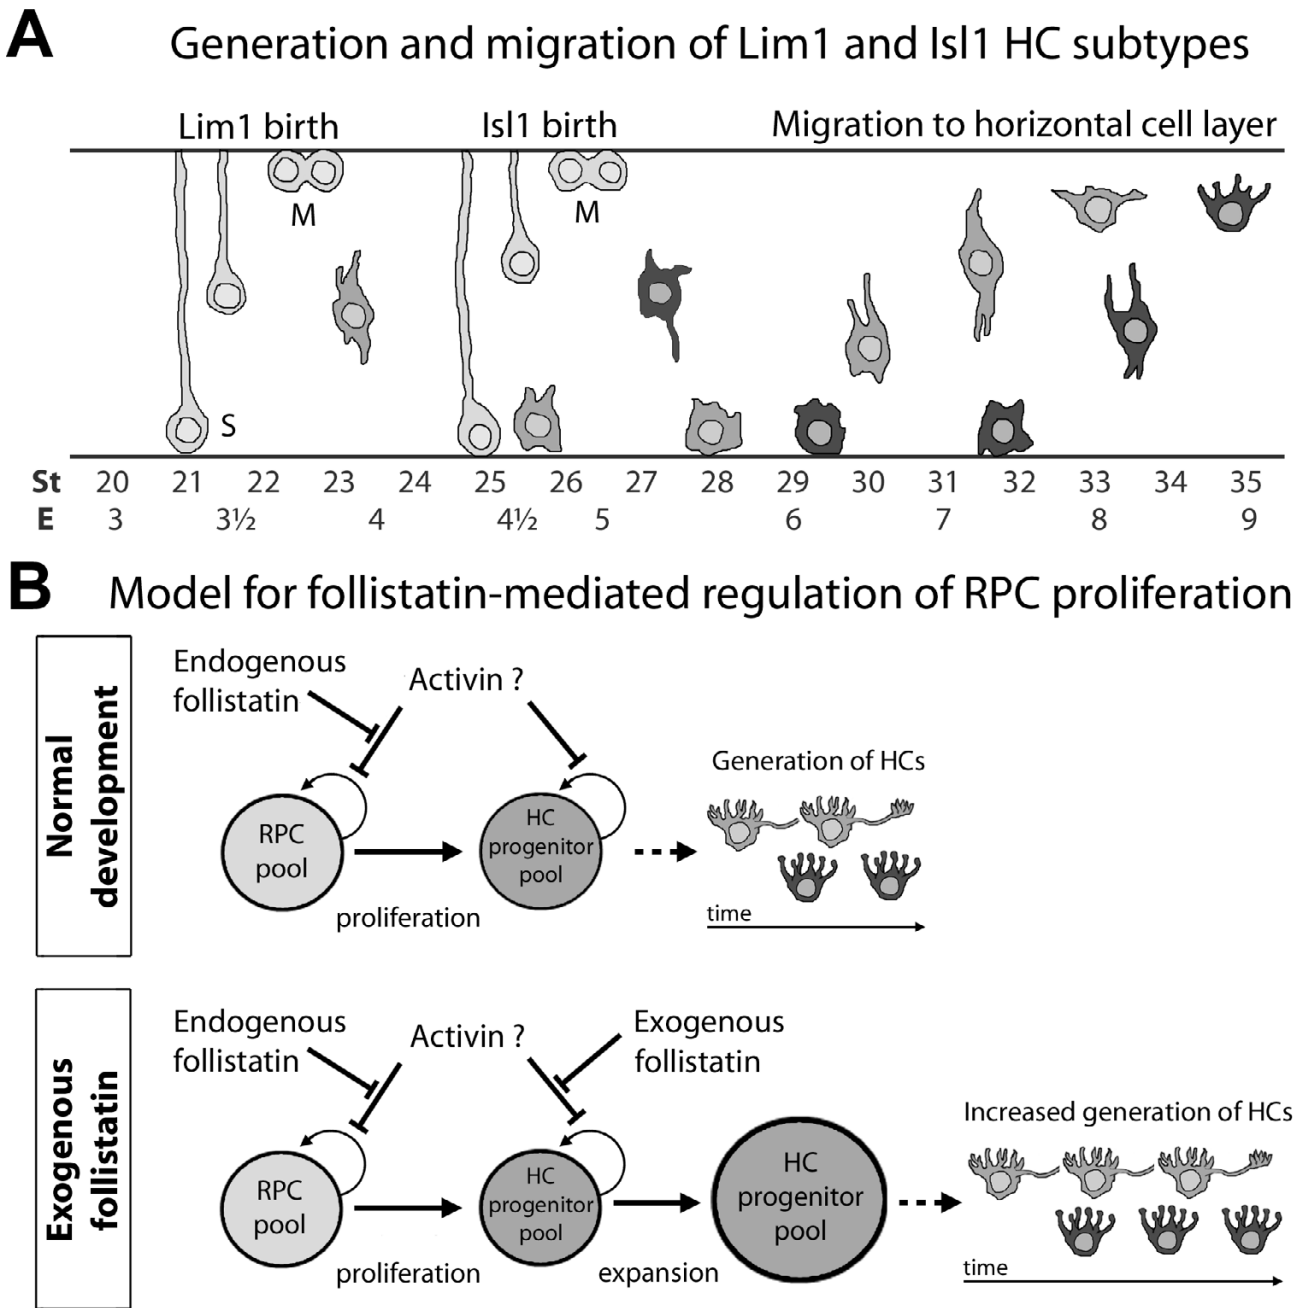 A
Generation and migration of Lim1 and Isl1 HC subtypes
Lim1 birth
Isl1 birth
Migration to horizontal cell layer
M
M
S
St 20 21 22 23 24 25 26 27 28 29 30 31 32 33 34 35
E 3 3½ 4 4½ 5 6 7 8 9
B
Model for follistatin-mediated regulation of RPC proliferation
Normal
development
Endogenous
follistatin
Activin ?
RPC
pool
proliferation
HC
progenitor
pool
Generation of HCs
time
Exogenous
follistatin
Endogenous
follistatin
Activin ?
Exogenous
follistatin
RPC
pool
proliferation
HC
progenitor
pool
expansion
HC
progenitor
pool
Increased generation of HCs
time